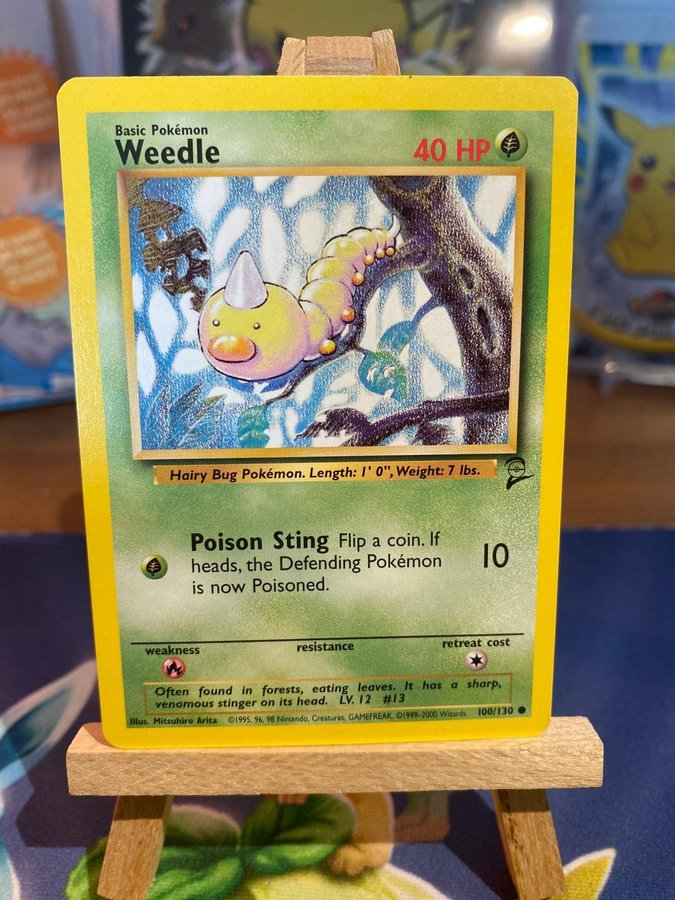 Basic Pokémon
Weedle
40 HP
Hairy Bug Pokémon. Length: 1' 0", Weight: 7 lbs.
Poison Sting Flip a coin. If
heads, the Defending Pokémon
is now Poisoned.
10
weakness resistance retreat cost
Often found in forests, eating leaves. It has a sharp,
venomous stinger on its head. LV. 12 #13
Illus. Mitsuhiro Arita ©1995, 96, 98 Nintendo, Creatures, GAMEFREAK. ©1999-2000 Wizards. 100/130